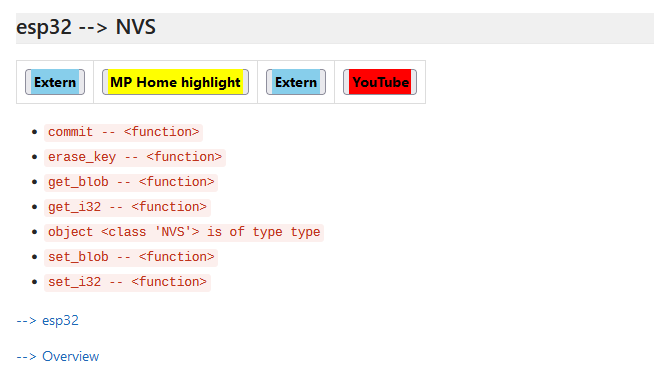 esp32 --> NVS
Extern MP Home highlight Extern YouTube
commit -- <function>
erase_key -- <function>
get_blob -- <function>
get_i32 -- <function>
object <class 'NVS'> is of type type
set_blob -- <function>
set_i32 -- <function>
--> esp32
--> Overview